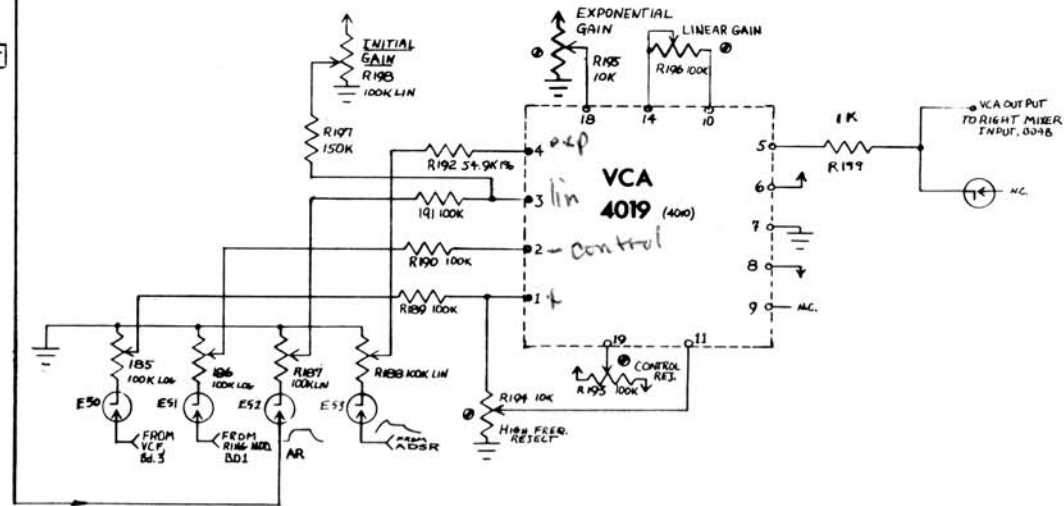 INITIAL
GAIN
R198
100K LIN
R197
150K
EXPONENTIAL
GAIN
R195
10K
LINEAR GAIN
R196 100K
18
14
10
R192 54.9K 1%
4
exp
191 100K
3
lin
R190 100K
2
- control
R189 100K
1
+
VCA
4019 (4010)
5
6
7
8
9
N.C.
1K
R199
VCA OUTPUT
TO RIGHT MIXER
INPUT, BD4B
N.C.
19
11
CONTROL
REJ.
R193 100K
R194 10K
HIGH FREQ.
REJECT
185
100K LOG
186
100K LOG
R187
100K LIN
R188 100K LIN
E50
E51
E52
E53
FROM
VCF,
Bd.3
FROM
RING MOD
BD1
AR
FROM
ADSR